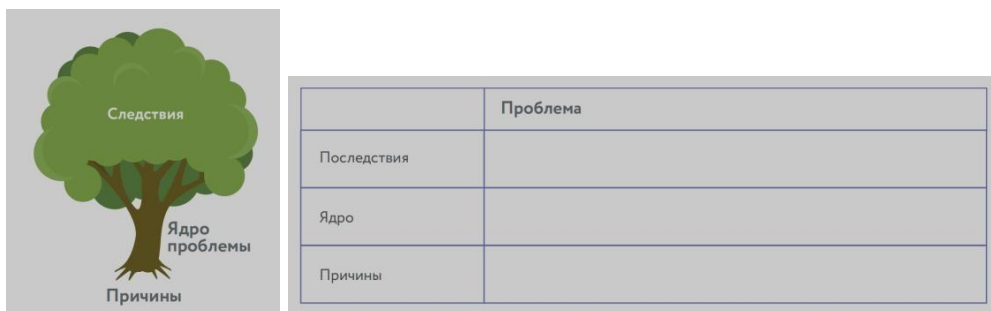 Следствия
Ядро
проблемы
Причины
Проблема
Последствия
Ядро
Причины